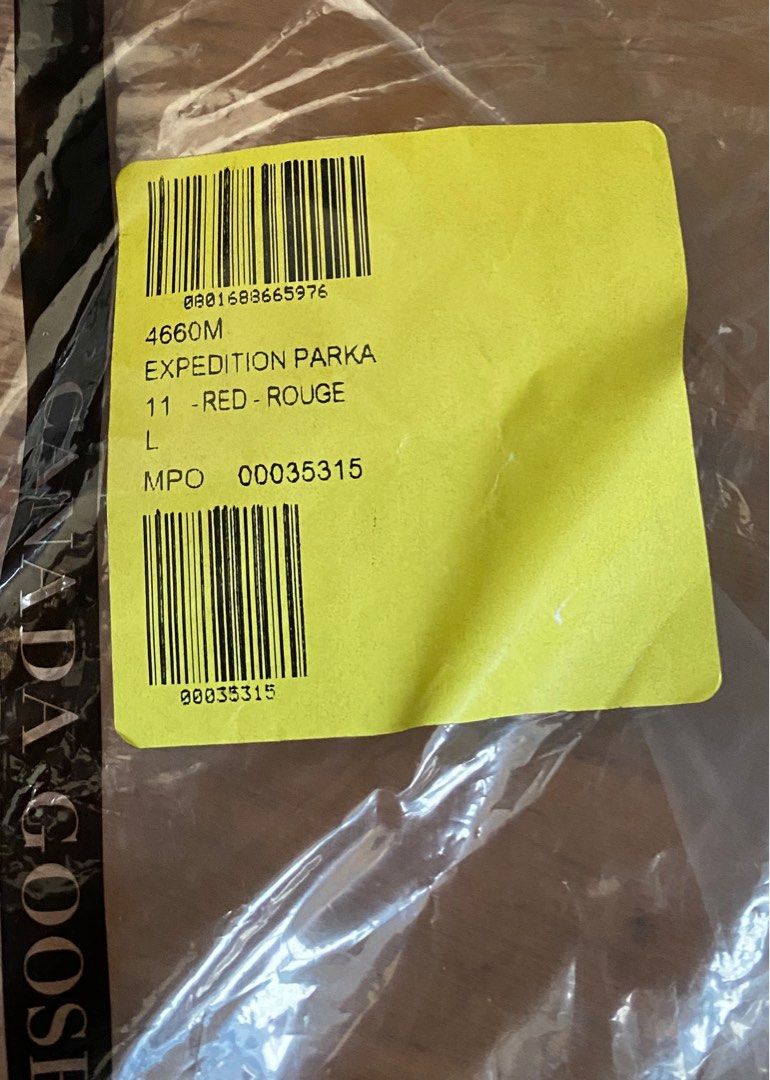 0801688665976
4660M
EXPEDITION PARKA
11 -RED - ROUGE
L
MPO 00035315
00035315
CANADA GOOSE